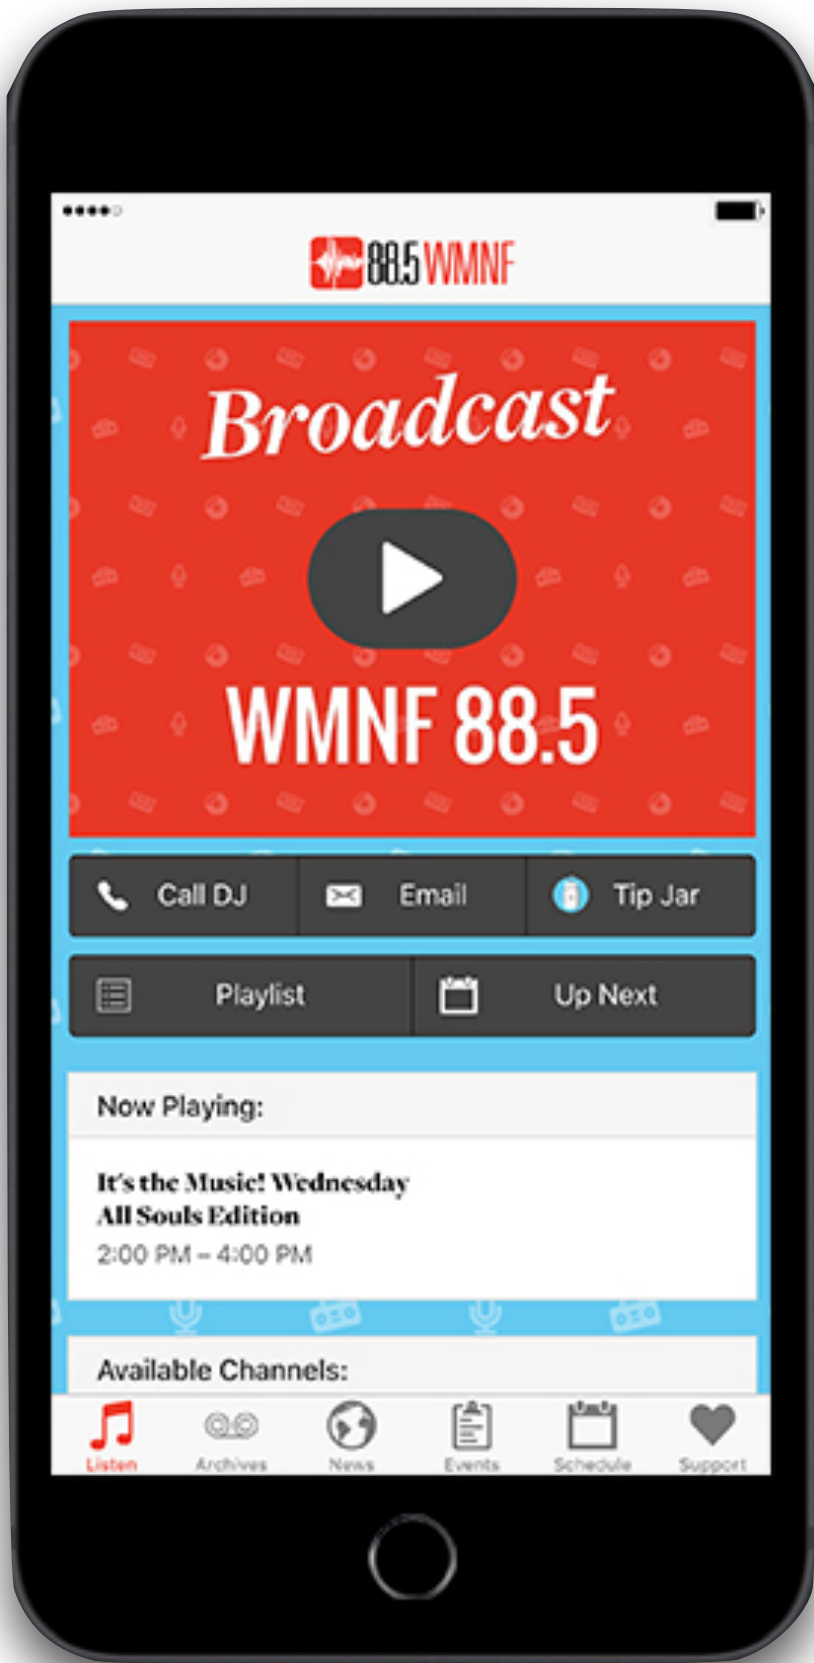 88.5 WMNF
Broadcast
WMNF 88.5
Call DJ
Email
Tip Jar
Playlist
Up Next
Now Playing:
It's the Music! Wednesday
All Souls Edition
2:00 PM – 4:00 PM
Available Channels:
Listen
Archives
News
Events
Schedule
Support